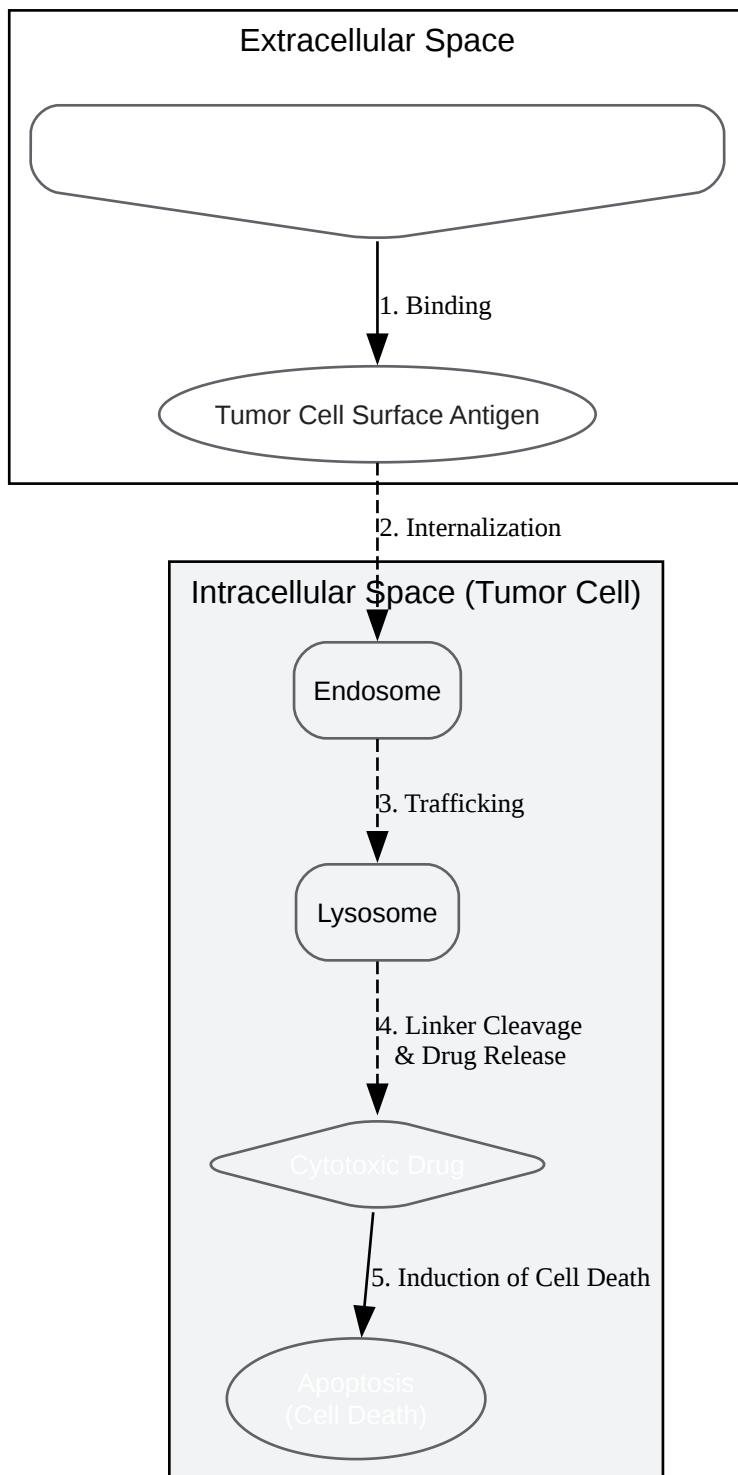 Extracellular Space
1. Binding
Tumor Cell Surface Antigen
2. Internalization
Intracellular Space (Tumor Cell)
Endosome
3. Trafficking
Lysosome
4. Linker Cleavage
& Drug Release
Cytotoxic Drug
5. Induction of Cell Death
Apoptosis
(Cell Death)